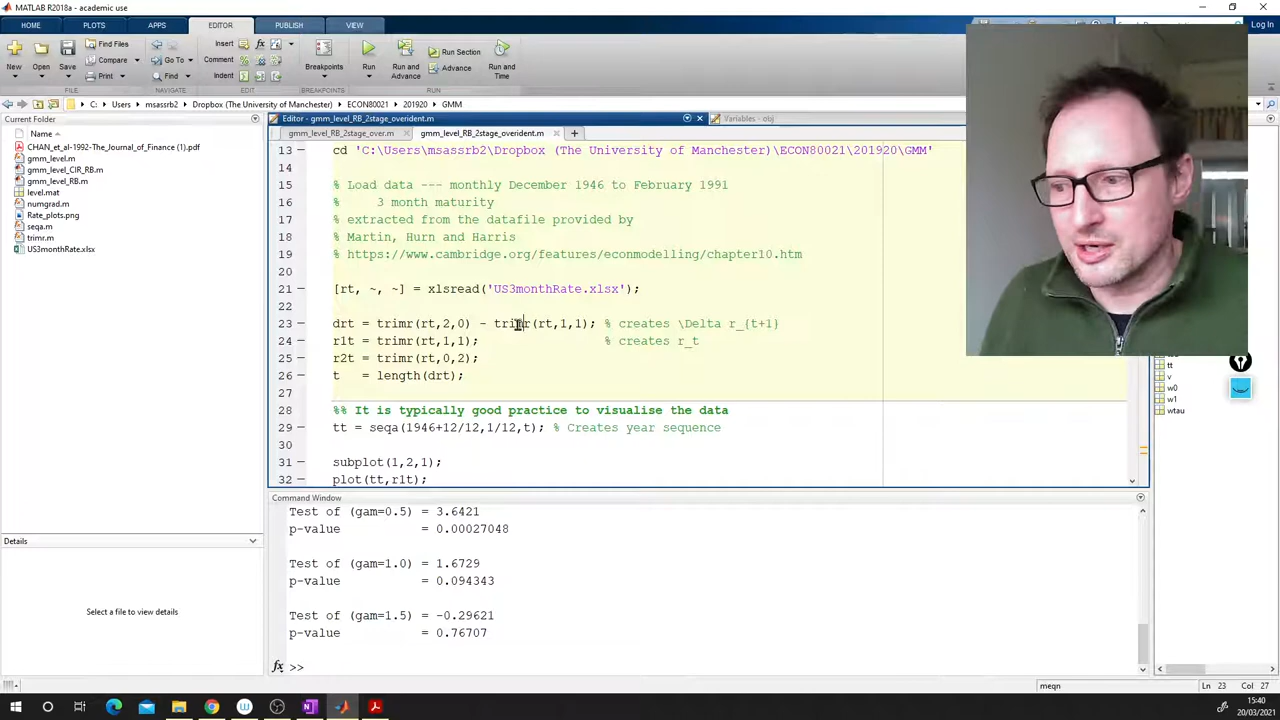 MATLAB R2018a - academic use
HOME PLOTS APPS EDITOR PUBLISH VIEW
Log In
New Open Save
Find Files
Compare
Print
Go To
Find
Insert
Comment
Indent
Breakpoints
Run
Run and Advance
Run Section
Advance
Run and Time
FILE NAVIGATE EDIT BREAKPOINTS RUN
C: Users msassrb2 Dropbox (The University of Manchester) ECON80021 201920 GMM
Current Folder
Name
CHAN_et_al-1992-The_Journal_of_Finance (1).pdf
gmm_level.m
gmm_level_CIR_RB.m
gmm_level_RB.m
level.mat
numgrad.m
Rate_plots.png
seqa.m
trimr.m
US3monthRate.xlsx
Details
Select a file to view details
Editor - gmm_level_RB_2stage_overident.m
Variables - obj
gmm_level_RB_2stage_over.m gmm_level_RB_2stage_overident.m
13 cd 'C:\Users\msassrb2\Dropbox (The University of Manchester)\ECON80021\201920\GMM'
14
15 % Load data --- monthly December 1946 to February 1991
16 % 3 month maturity
17 % extracted from the datafile provided by
18 % Martin, Hurn and Harris
19 % https://www.cambridge.org/features/econmodelling/chapter10.htm
20
21 [rt, ~, ~] = xlsread('US3monthRate.xlsx');
22
23 drt = trimr(rt,2,0) - trimr(rt,1,1); % creates \Delta r_{t+1}
24 r1t = trimr(rt,1,1); % creates r_t
25 r2t = trimr(rt,0,2);
26 t = length(drt);
27
28 %% It is typically good practice to visualise the data
29 tt = seqa(1946+12/12,1/12,t); % Creates year sequence
30
31 subplot(1,2,1);
32 plot(tt,r1t);
tt
v
w0
w1
wtau
Command Window
Test of (gam=0.5) = 3.6421
p-value = 0.00027048
Test of (gam=1.0) = 1.6729
p-value = 0.094343
Test of (gam=1.5) = -0.29621
p-value = 0.76707
fx >>
meqn
Ln 23 Col 27
15:40
20/03/2021